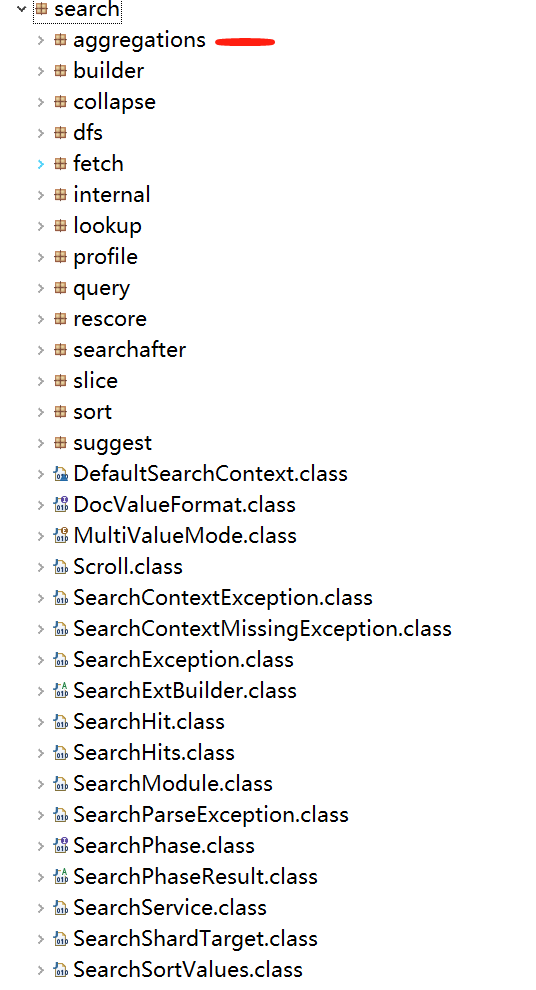 search
aggregations
builder
collapse
dfs
fetch
internal
lookup
profile
query
rescore
searchafter
slice
sort
suggest
DefaultSearchContext.class
DocValueFormat.class
MultiValueMode.class
Scroll.class
SearchContextException.class
SearchContextMissingException.class
SearchException.class
SearchExtBuilder.class
SearchHit.class
SearchHits.class
SearchModule.class
SearchParseException.class
SearchPhase.class
SearchPhaseResult.class
SearchService.class
SearchShardTarget.class
SearchSortValues.class